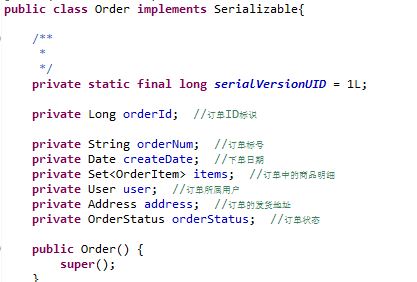 public class Order implements Serializable{
/**
*
*/
private static final long serialVersionUID = 1L;
private Long orderId;  //订单ID标识
private String orderNum;  //订单标号
private Date createDate;  //下单日期
private Set<OrderItem> items;  //订单中的商品明细
private User user;  //订单所属用户
private Address address;  //订单的发货地址
private OrderStatus orderStatus;  //订单状态
public Order() {
super();
}